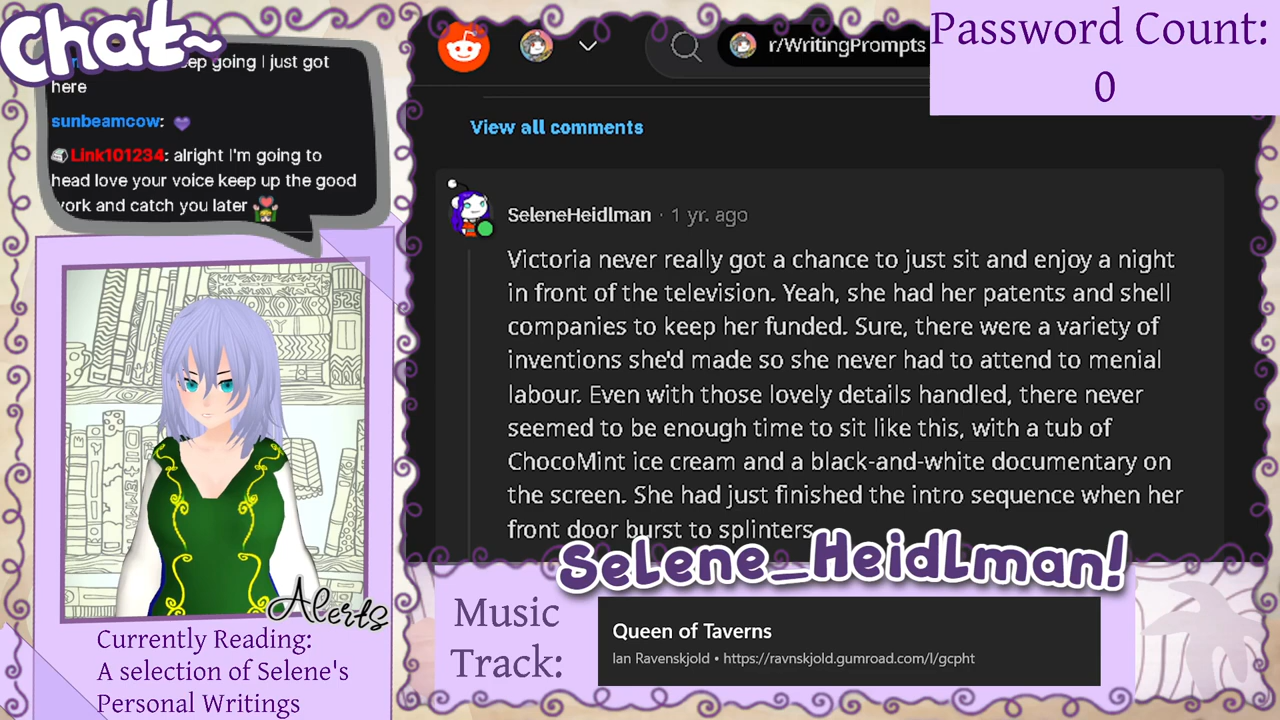 Chat~
ep going I just got
here
sunbeamcow: 💜
Link101234: alright I'm going to
head love your voice keep up the good
work and catch you later
Alerts
Currently Reading:
A selection of Selene's
Personal Writings
r/WritingPrompts
Password Count:
0
View all comments
SeleneHeidlman · 1 yr. ago
Victoria never really got a chance to just sit and enjoy a night
in front of the television. Yeah, she had her patents and shell
companies to keep her funded. Sure, there were a variety of
inventions she'd made so she never had to attend to menial
labour. Even with those lovely details handled, there never
seemed to be enough time to sit like this, with a tub of
ChocoMint ice cream and a black-and-white documentary on
the screen. She had just finished the intro sequence when her
front door burst to splinters.
Selene_Heidlman!
Music
Track:
Queen of Taverns
Ian Ravenskjold • https://ravnskjold.gumroad.com/l/gcpht